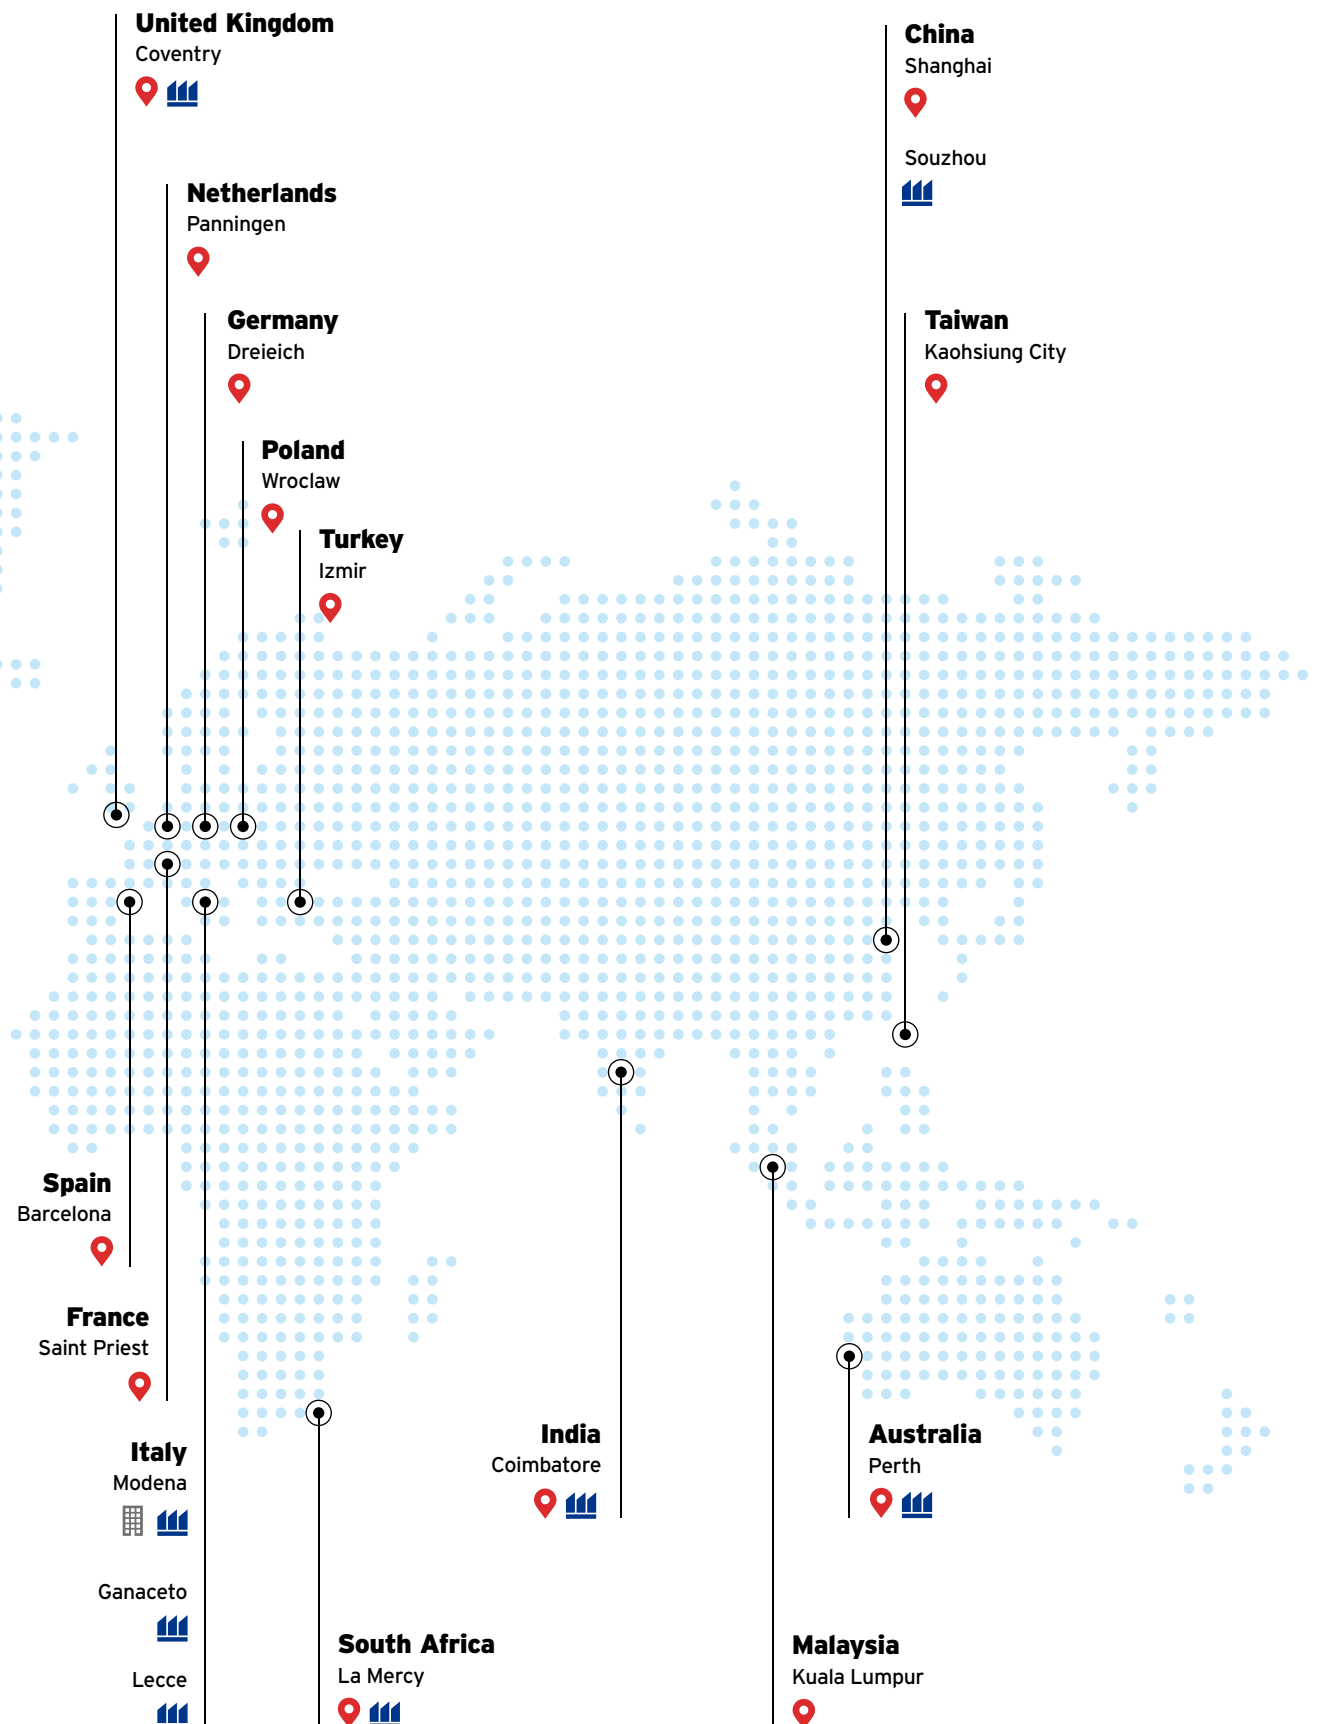 United Kingdom
Coventry
China
Shanghai
Souzhou
Netherlands
Panningen
Germany
Dreieich
Taiwan
Kaohsiung City
Poland
Wroclaw
Turkey
Izmir
Spain
Barcelona
France
Saint Priest
Italy
Modena
Ganaceto
Lecce
India
Coimbatore
Australia
Perth
South Africa
La Mercy
Malaysia
Kuala Lumpur